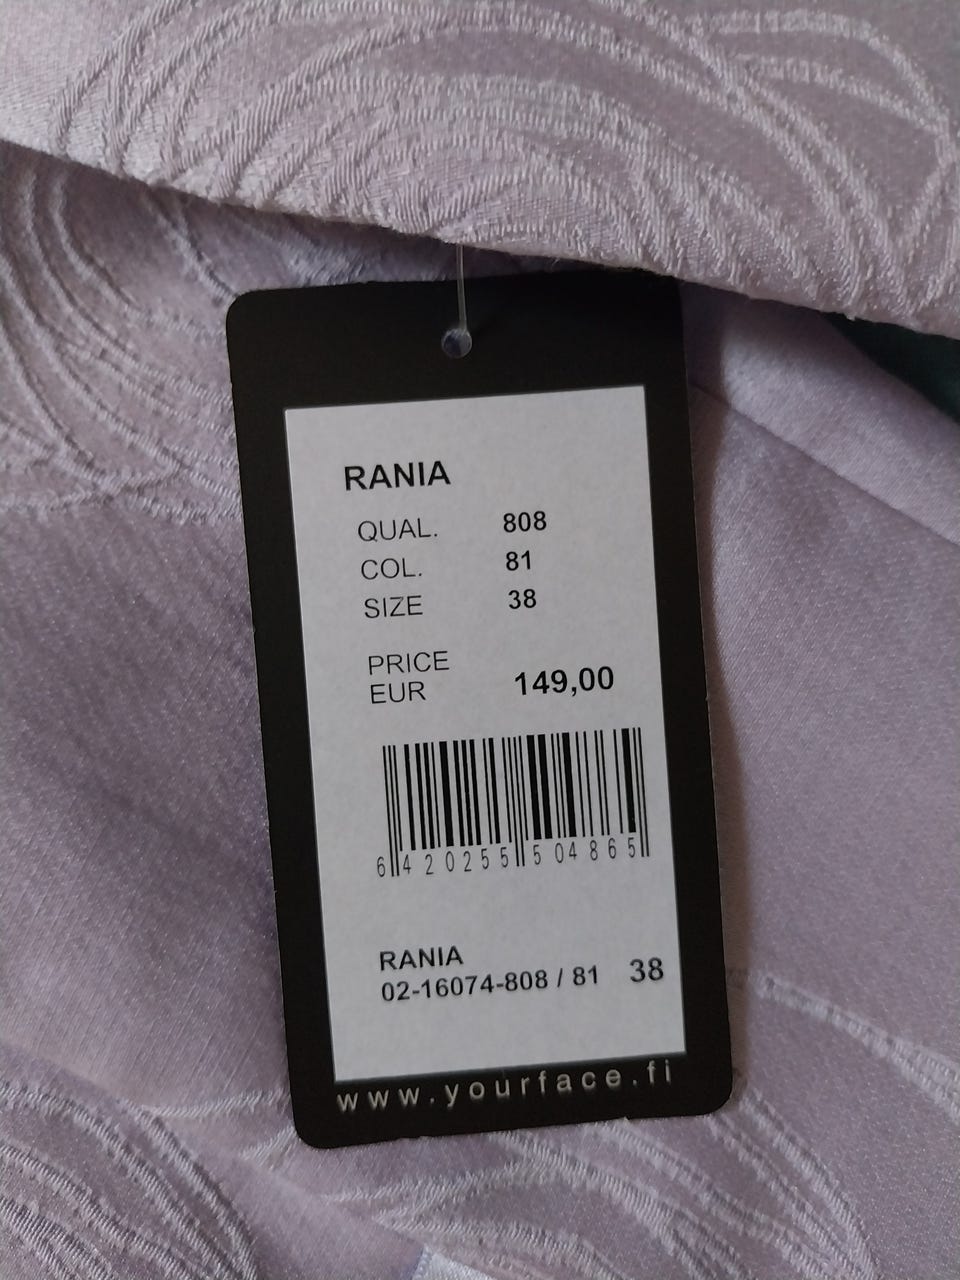 RANIA
QUAL. 808
COL. 81
SIZE 38
PRICE
EUR 149,00
6 420255 504865
RANIA
02-16074-808 / 81 38
www.yourface.fi